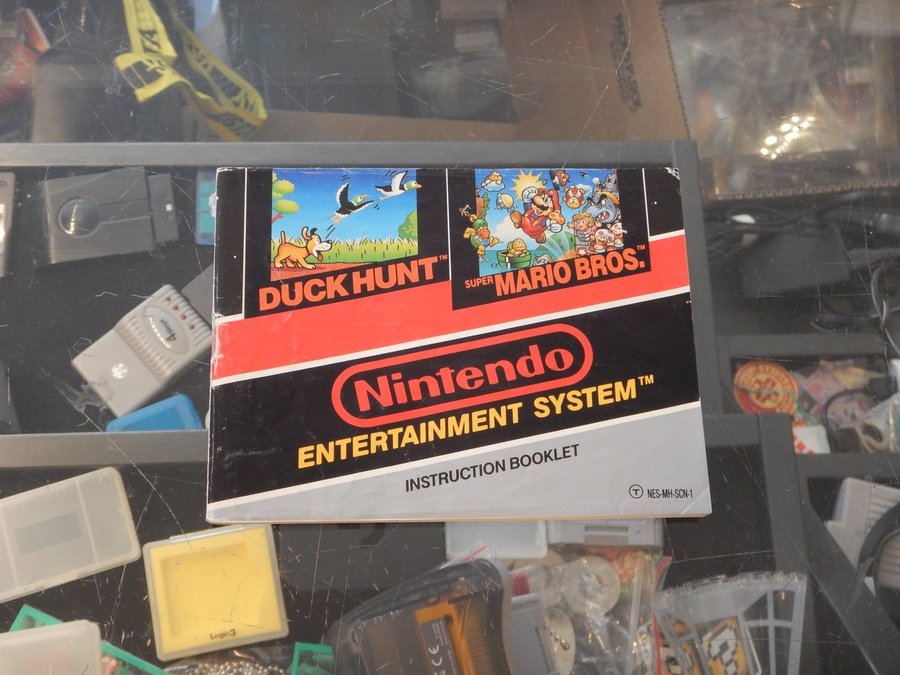 DUCK HUNT™
SUPER MARIO BROS.™
Nintendo
ENTERTAINMENT SYSTEM™
INSTRUCTION BOOKLET
T NES-MH-SCN-1
Logic3